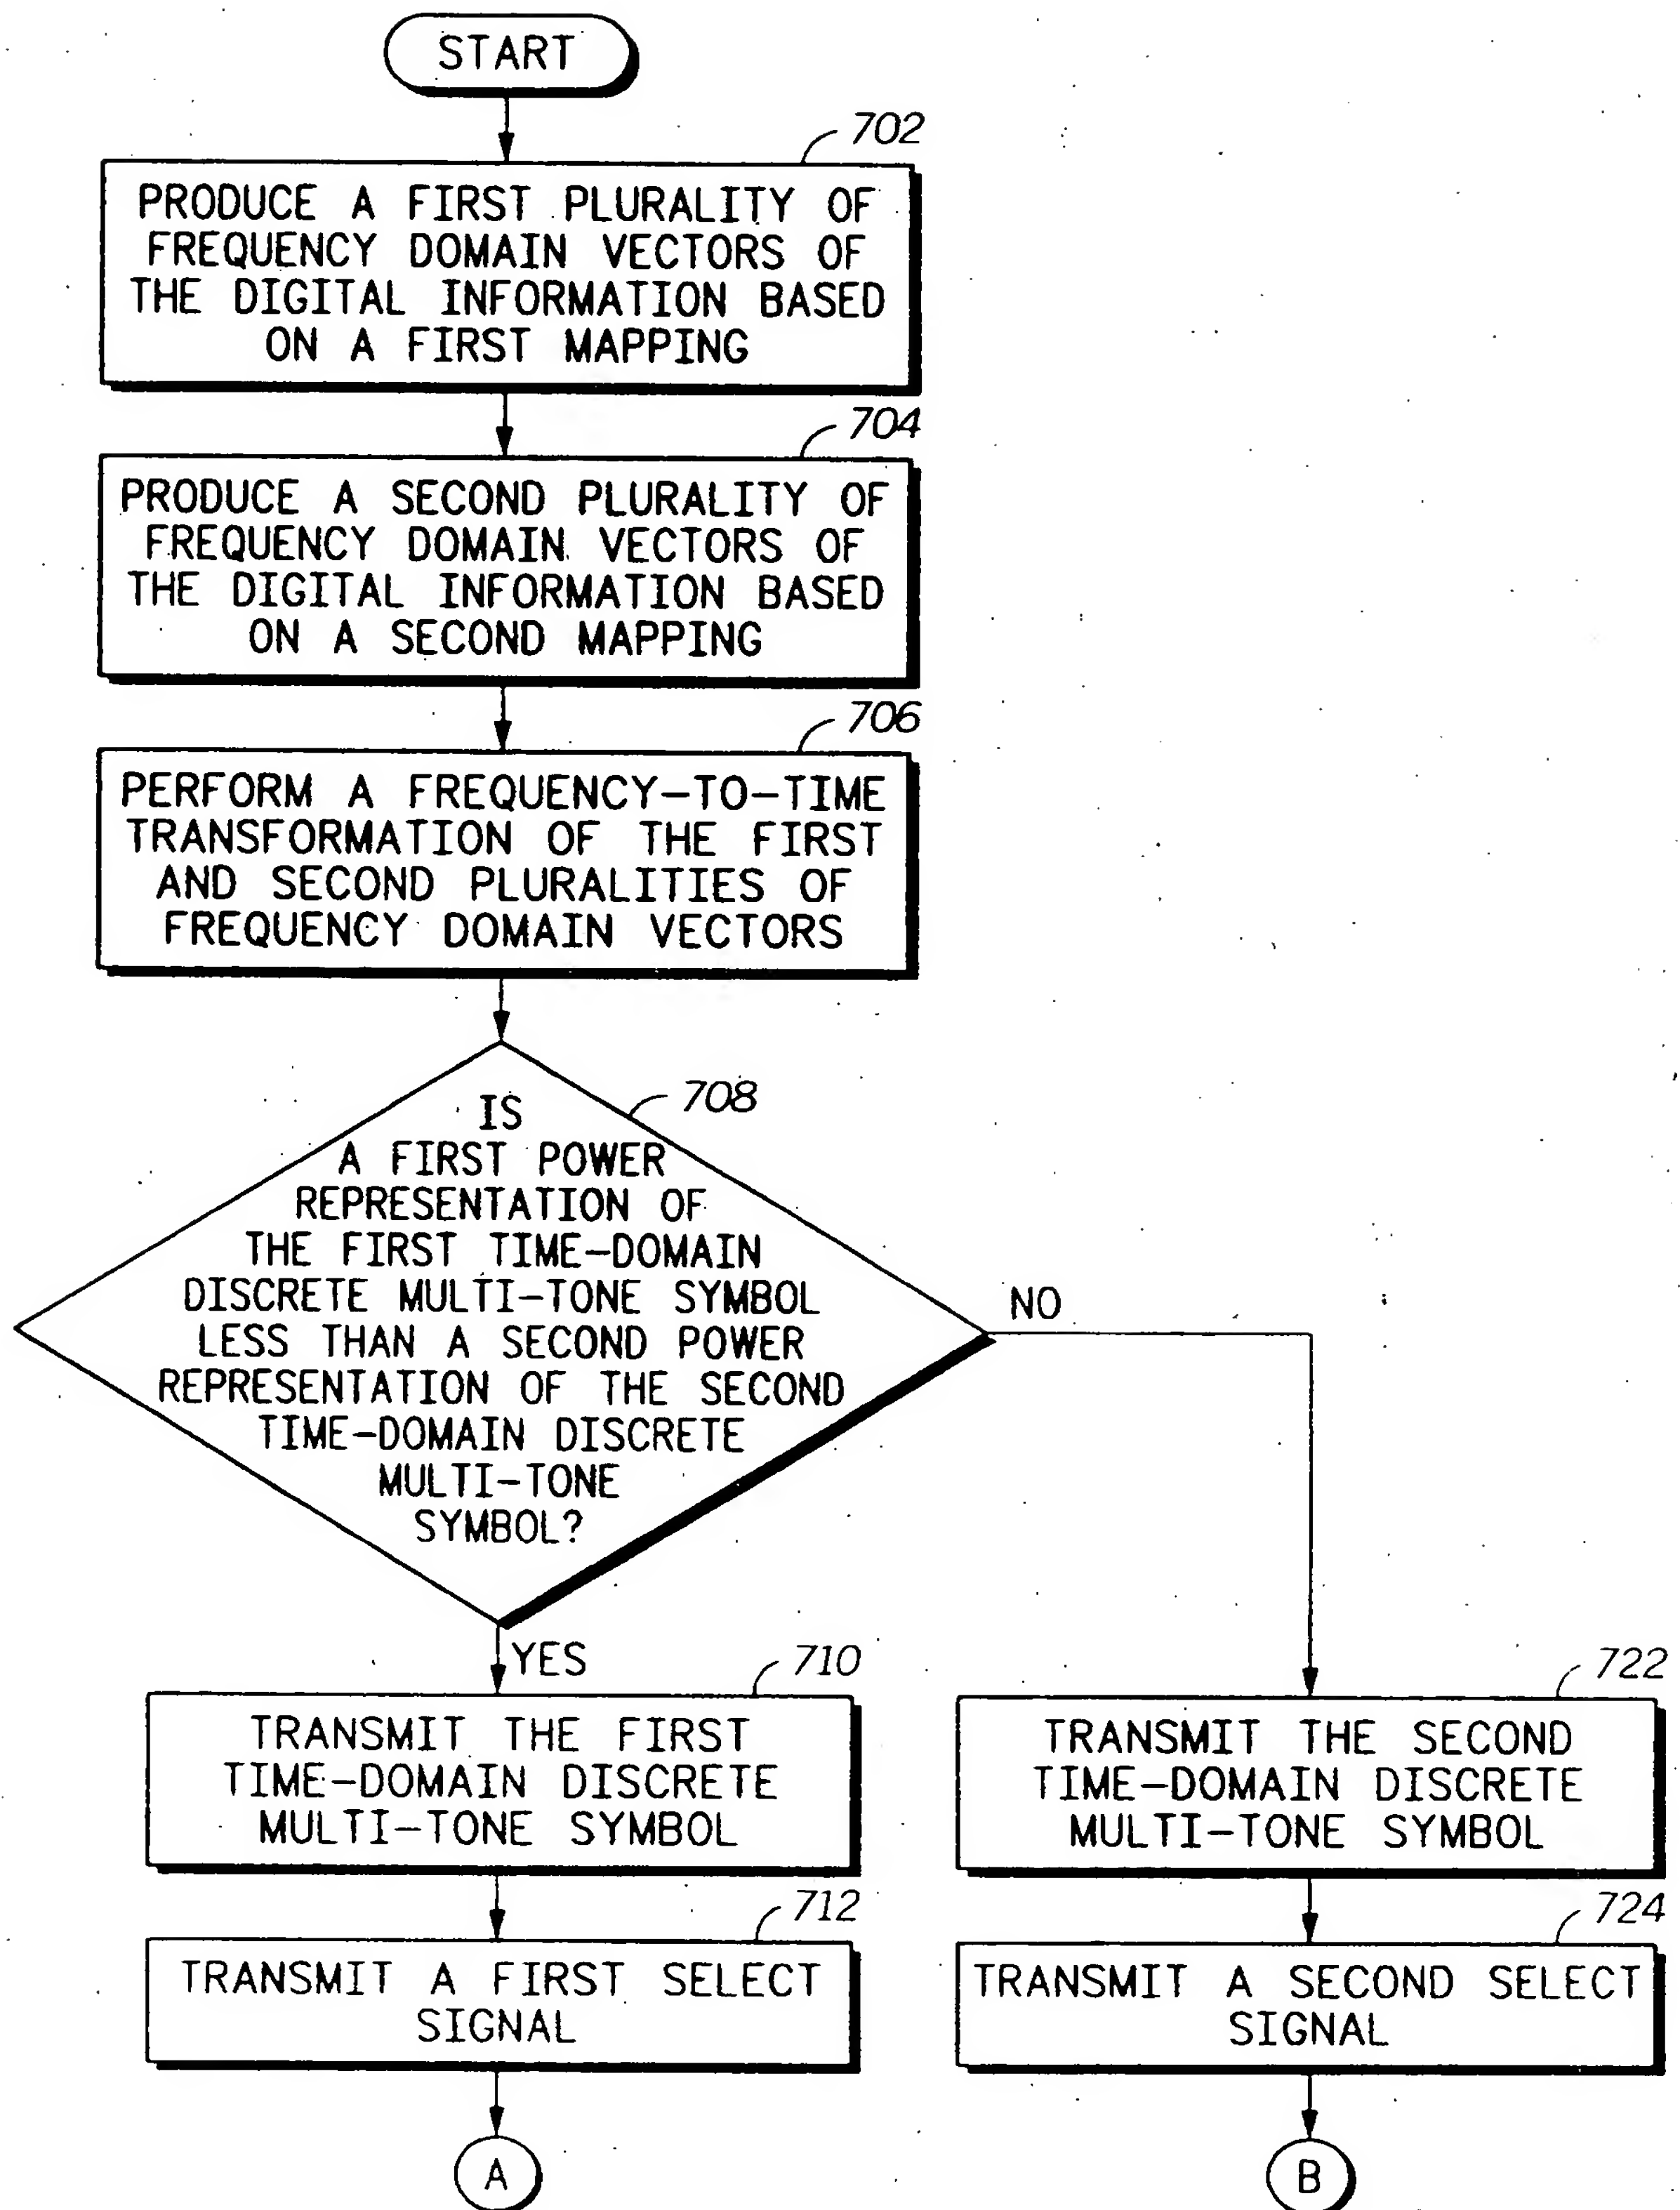 START
702
PRODUCE A FIRST PLURALITY OF
FREQUENCY DOMAIN VECTORS OF
THE DIGITAL INFORMATION BASED
ON A FIRST MAPPING
704
PRODUCE A SECOND PLURALITY OF
FREQUENCY DOMAIN VECTORS OF
THE DIGITAL INFORMATION BASED
ON A SECOND MAPPING
706
PERFORM A FREQUENCY-TO-TIME
TRANSFORMATION OF THE FIRST
AND SECOND PLURALITIES OF
FREQUENCY DOMAIN VECTORS
708
IS
A FIRST POWER
REPRESENTATION OF
THE FIRST TIME-DOMAIN
DISCRETE MULTI-TONE SYMBOL
LESS THAN A SECOND POWER
REPRESENTATION OF THE SECOND
TIME-DOMAIN DISCRETE
MULTI-TONE
SYMBOL?
NO
YES
710
TRANSMIT THE FIRST
TIME-DOMAIN DISCRETE
MULTI-TONE SYMBOL
722
TRANSMIT THE SECOND
TIME-DOMAIN DISCRETE
MULTI-TONE SYMBOL
712
TRANSMIT A FIRST SELECT
SIGNAL
724
TRANSMIT A SECOND SELECT
SIGNAL
A
B